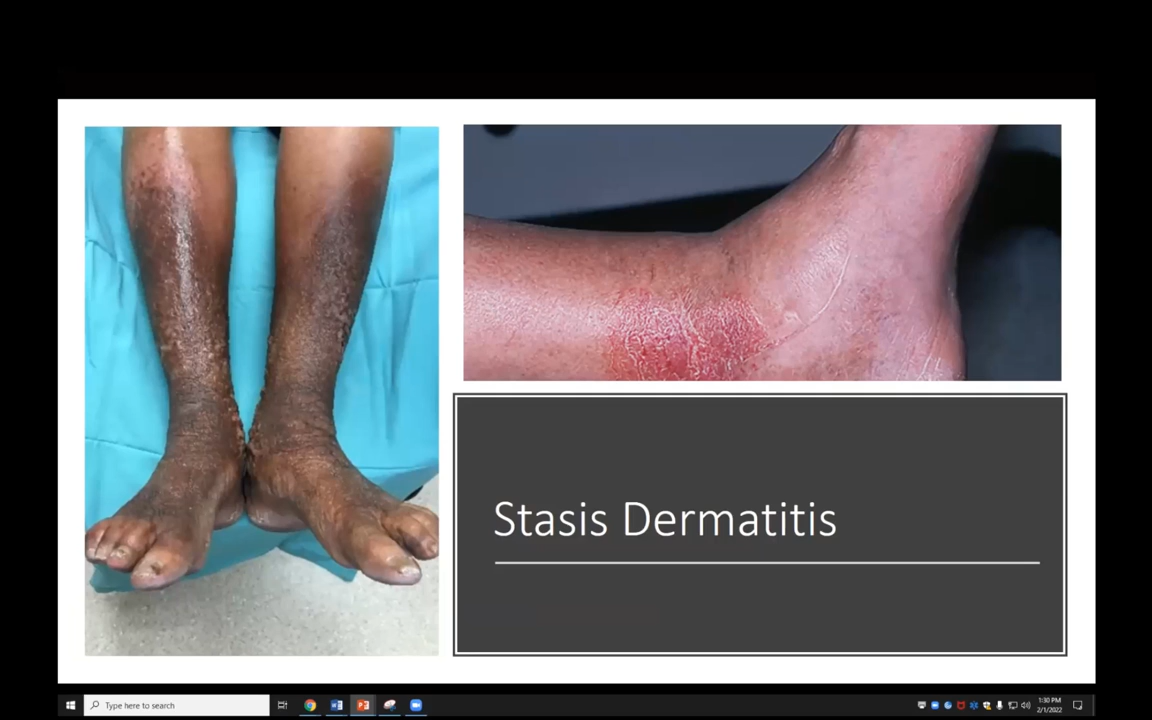 Stasis Dermatitis
Type here to search
1:30 PM
2/1/2022